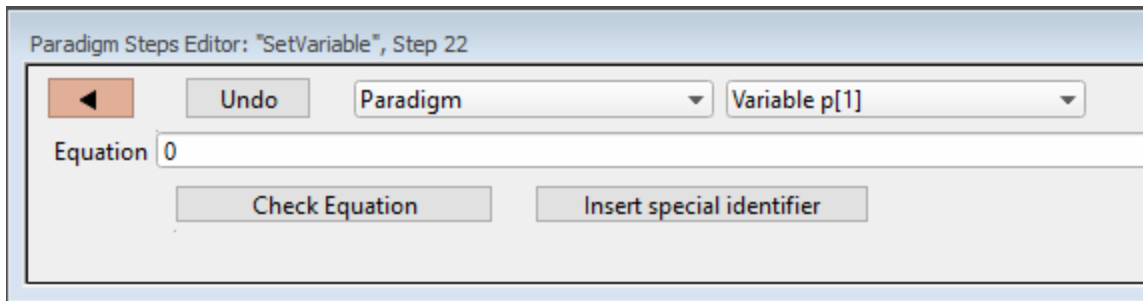 Paradigm Steps Editor: "SetVariable", Step 22
Undo Paradigm Variable p[1]
Equation 0
Check Equation Insert special identifier